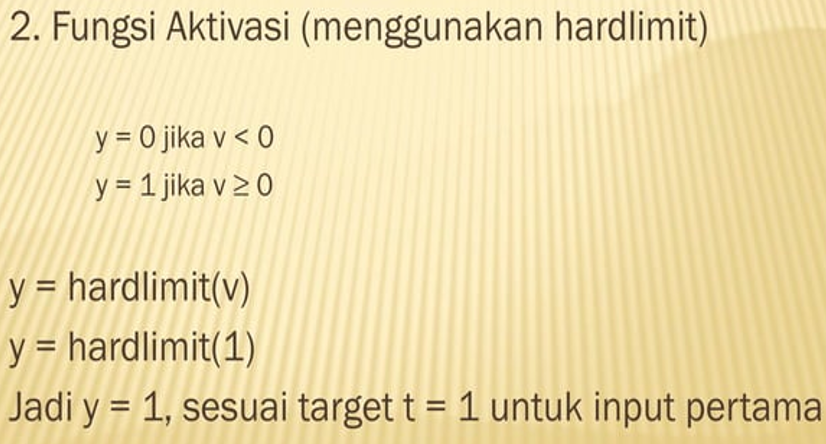 2. Fungsi Aktivasi (menggunakan hardlimit)
y = 0 jika v < 0
y = 1 jika v ≥ 0
y = hardlimit(v)
y = hardlimit(1)
Jadi y = 1, sesuai target t = 1 untuk input pertama